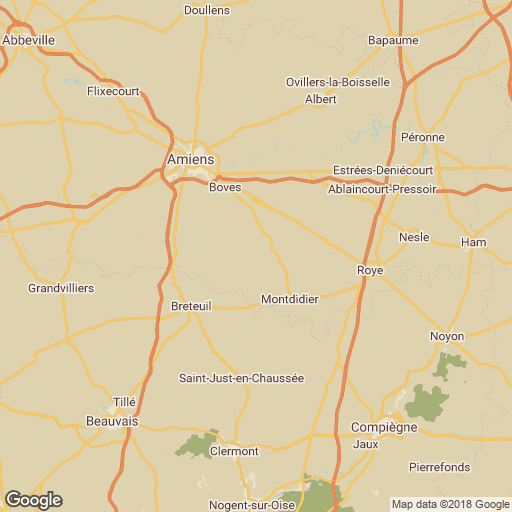 Doullens
Abbeville
Bapaume
Flixecourt
Ovillers-la-Boisselle
Albert
Péronne
Amiens
Estrées-Deniécourt
Boves
Ablaincourt-Pressoir
Nesle
Ham
Roye
Grandvilliers
Breteuil
Montdidier
Noyon
Saint-Just-en-Chaussée
Tillé
Beauvais
Compiègne
Jaux
Clermont
Pierrefonds
Google
Nogent-sur-Oise
Map data ©2018 Google